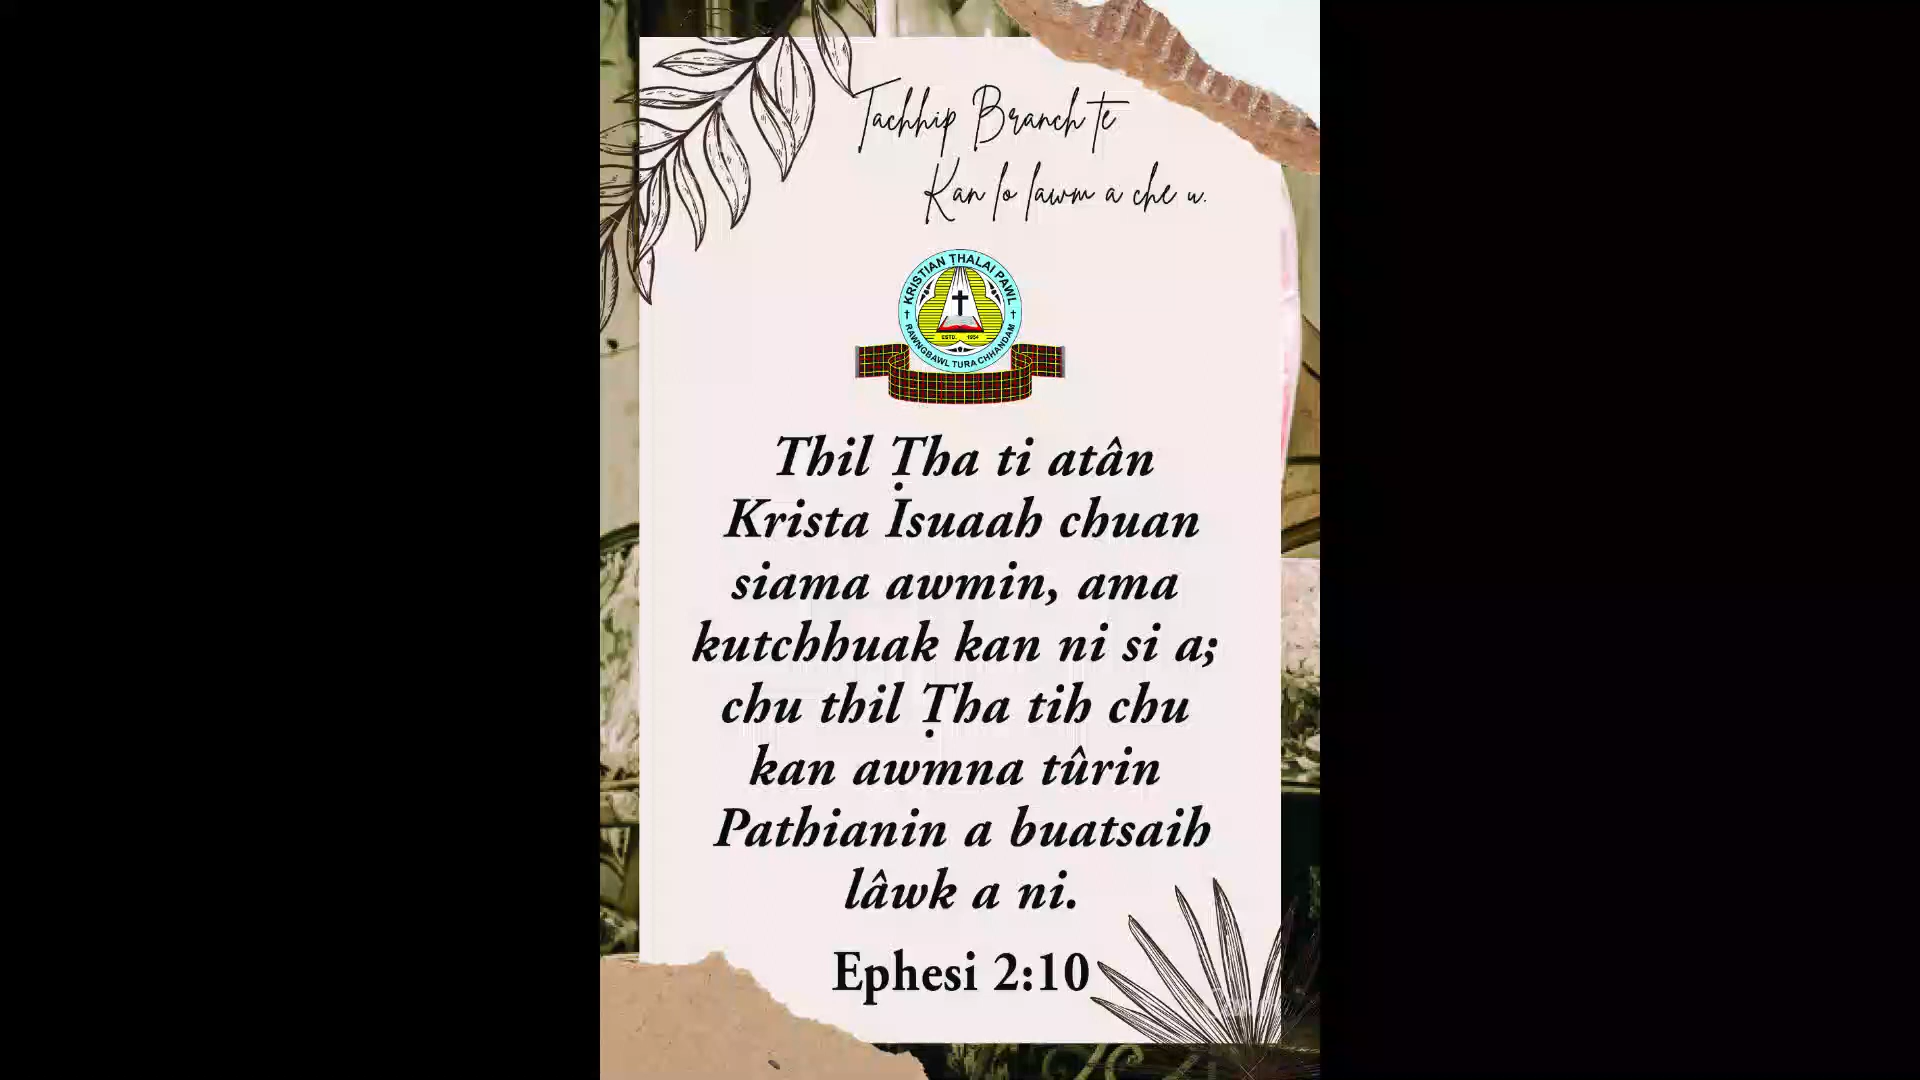 Tachhip Branch te
Kan lo lawm a che u.
KRISTIAN ṬHALAI PAWL
ESTD. 1954
RAWNGBAWL TURA CHHANDAM
Thil Ṭha ti atân
Krista Isuaah chuan
siama awmin, ama
kutchhuak kan ni si a;
chu thil Ṭha tih chu
kan awmna tûrin
Pathianin a buatsaih
lâwk a ni.
Ephesi 2:10